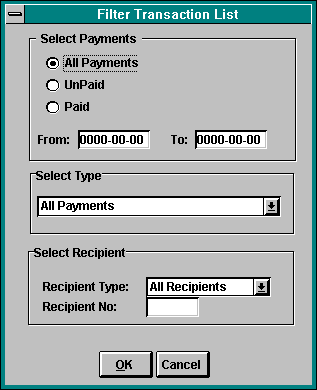 Filter Transaction List
Select Payments
All Payments
UnPaid
Paid
From: 0000-00-00 To: 0000-00-00
Select Type
All Payments
Select Recipient
Recipient Type: All Recipients
Recipient No:
OK Cancel